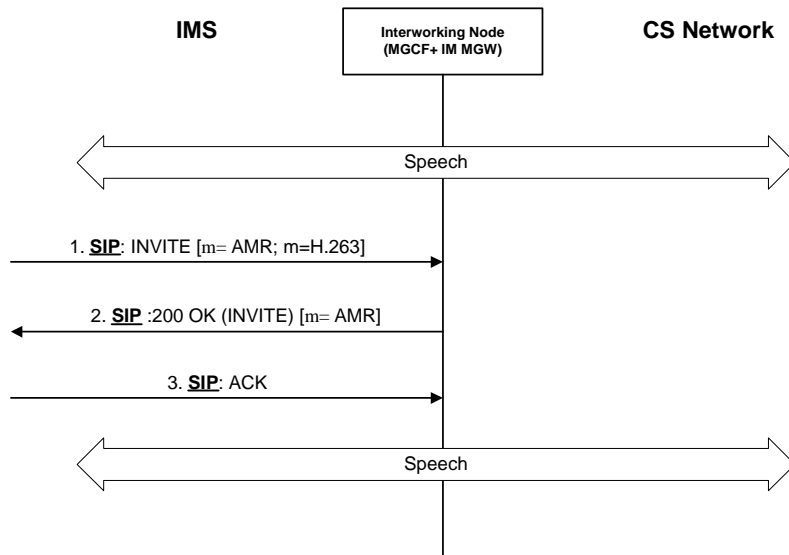 IMS
Interworking Node
(MGCF+ IM MGW)
CS Network
Speech
1. SIP: INVITE [m= AMR; m=H.263]
2. SIP :200 OK (INVITE) [m= AMR]
3. SIP: ACK
Speech